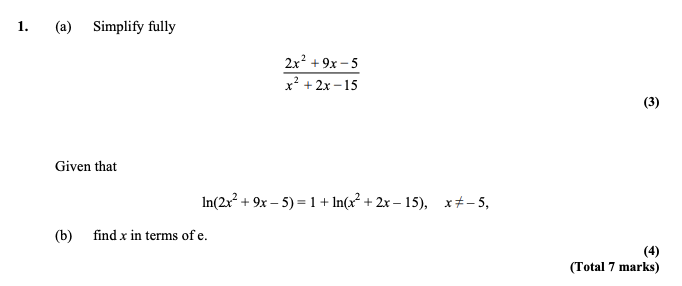 1. (a) Simplify fully
2x² + 9x – 5
x² + 2x – 15
(3)
Given that
ln(2x² + 9x – 5) = 1 + ln(x² + 2x – 15), x ≠ – 5,
(b) find x in terms of e.
(4)
(Total 7 marks)